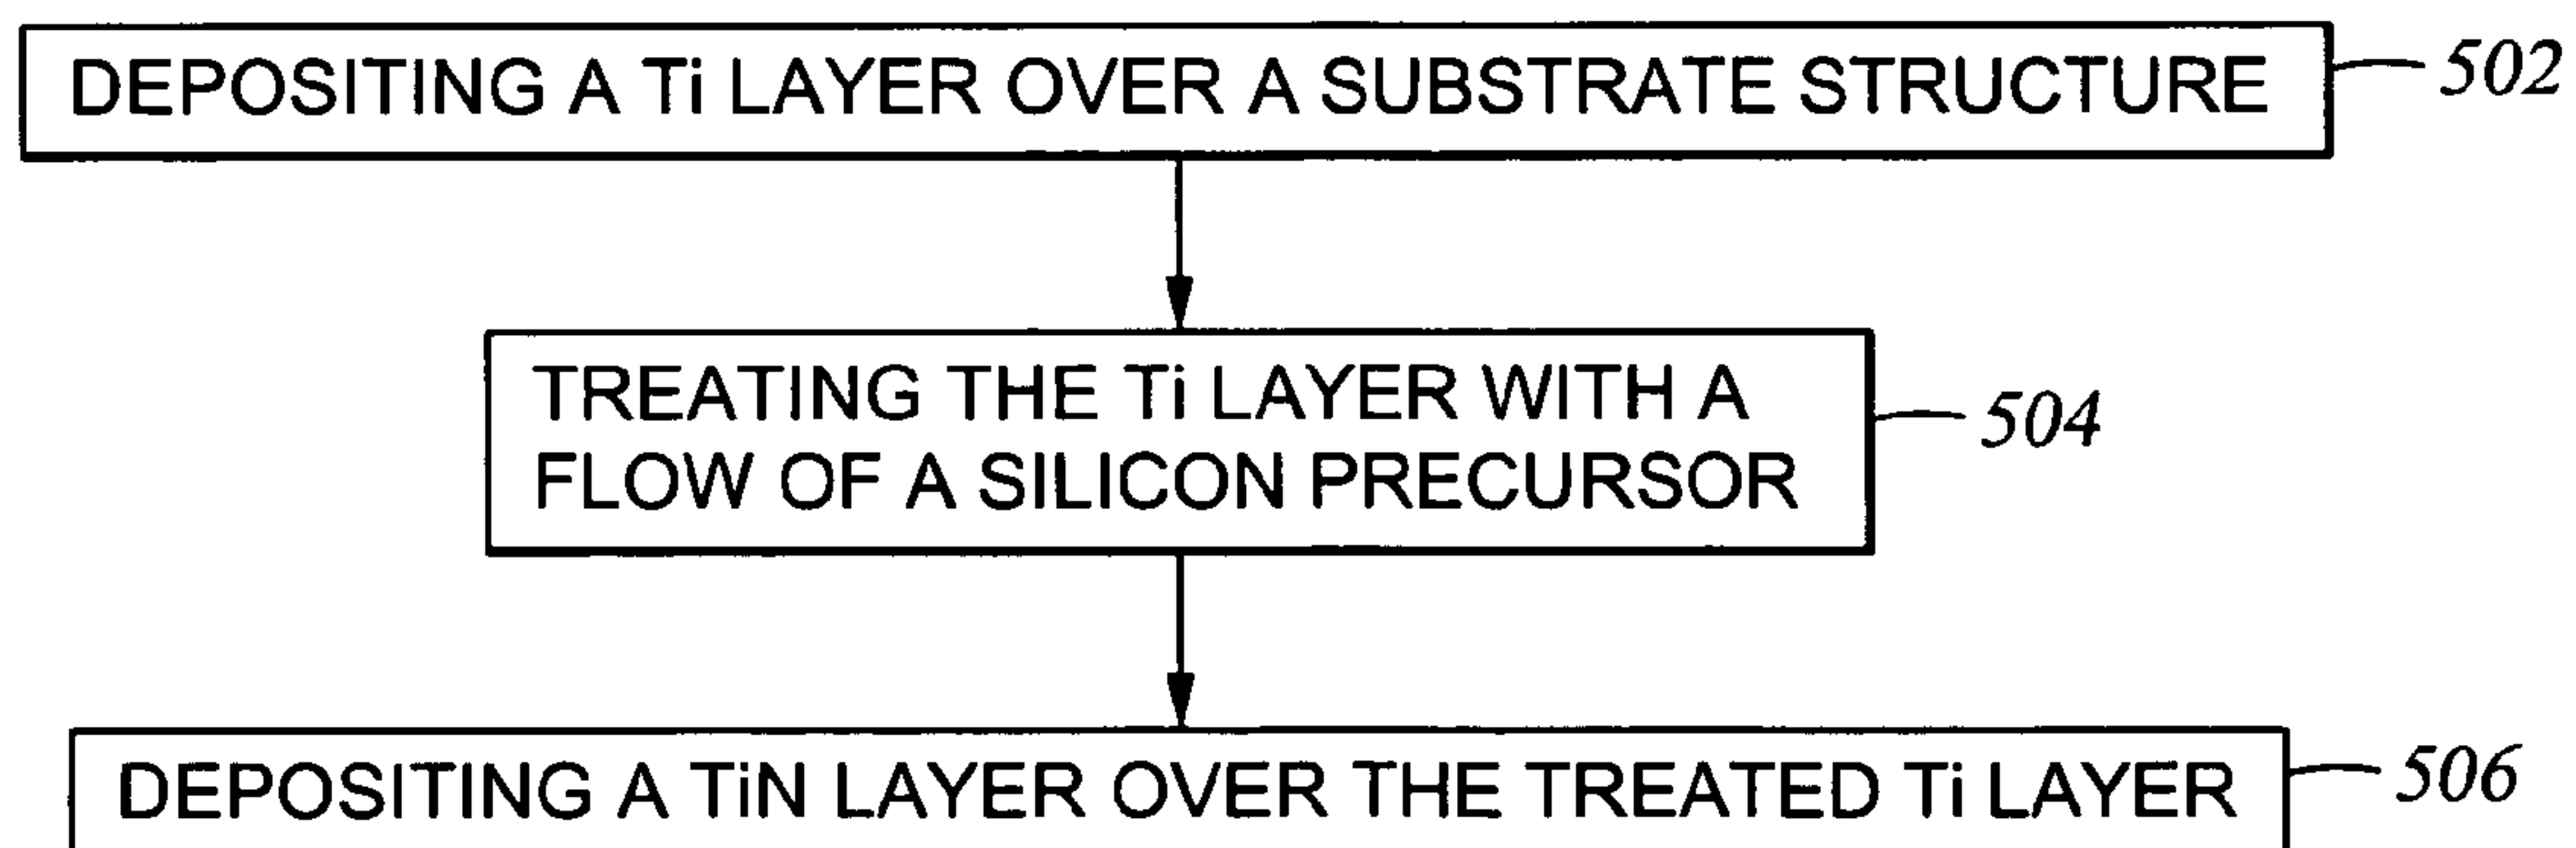 DEPOSITING A Ti LAYER OVER A SUBSTRATE STRUCTURE
502
TREATING THE Ti LAYER WITH A
FLOW OF A SILICON PRECURSOR
504
DEPOSITING A TiN LAYER OVER THE TREATED Ti LAYER
506